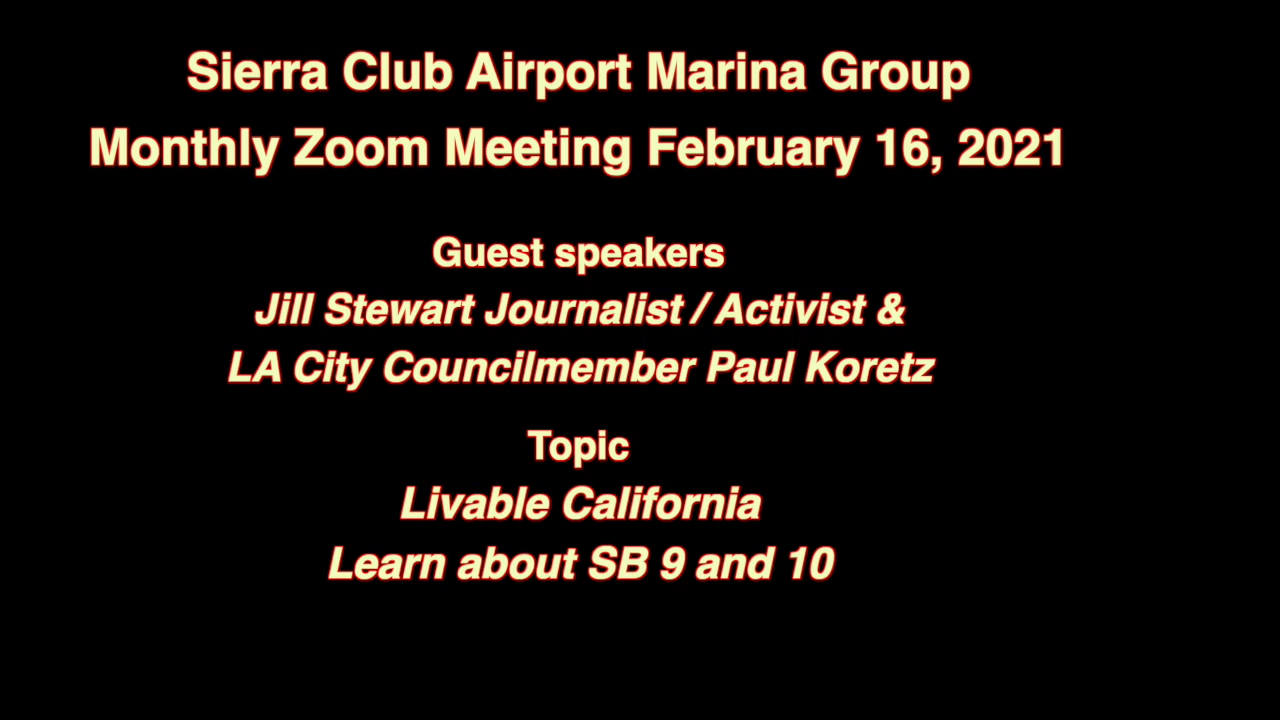 Sierra Club Airport Marina Group
Monthly Zoom Meeting February 16, 2021
Guest speakers
Jill Stewart Journalist / Activist &
LA City Councilmember Paul Koretz
Topic
Livable California
Learn about SB 9 and 10